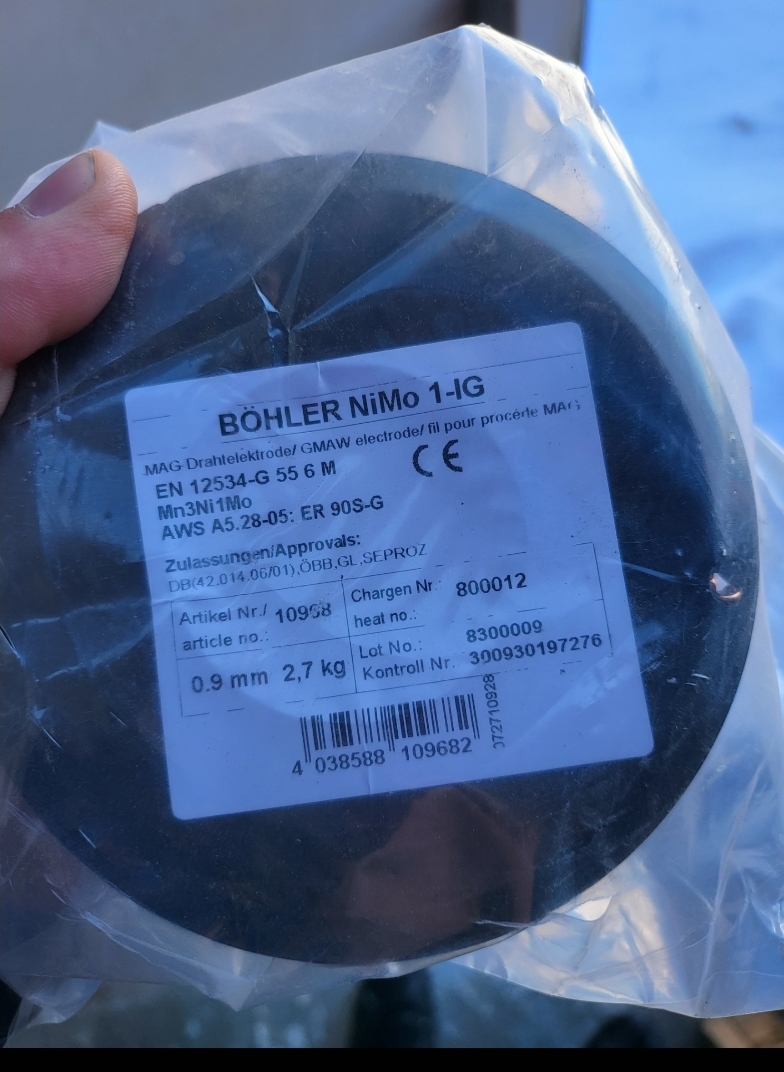 BÖHLER NiMo 1-IG
MAG-Drahtelektrode/ GMAW electrode/ fil pour procéde MAG
EN 12534-G 55 6 M
CE
Mn3Ni1Mo
AWS A5.28-05: ER 90S-G
Zulassungen/Approvals:
DB(42.014.06/01),ÖBB,GL,SEPROZ
Artikel Nr./ 10968
article no.:
Chargen Nr. 800012
heat no.:
0.9 mm 2,7 kg
Lot No.: 8300009
Kontroll Nr. 300930197276
4 038588 109682